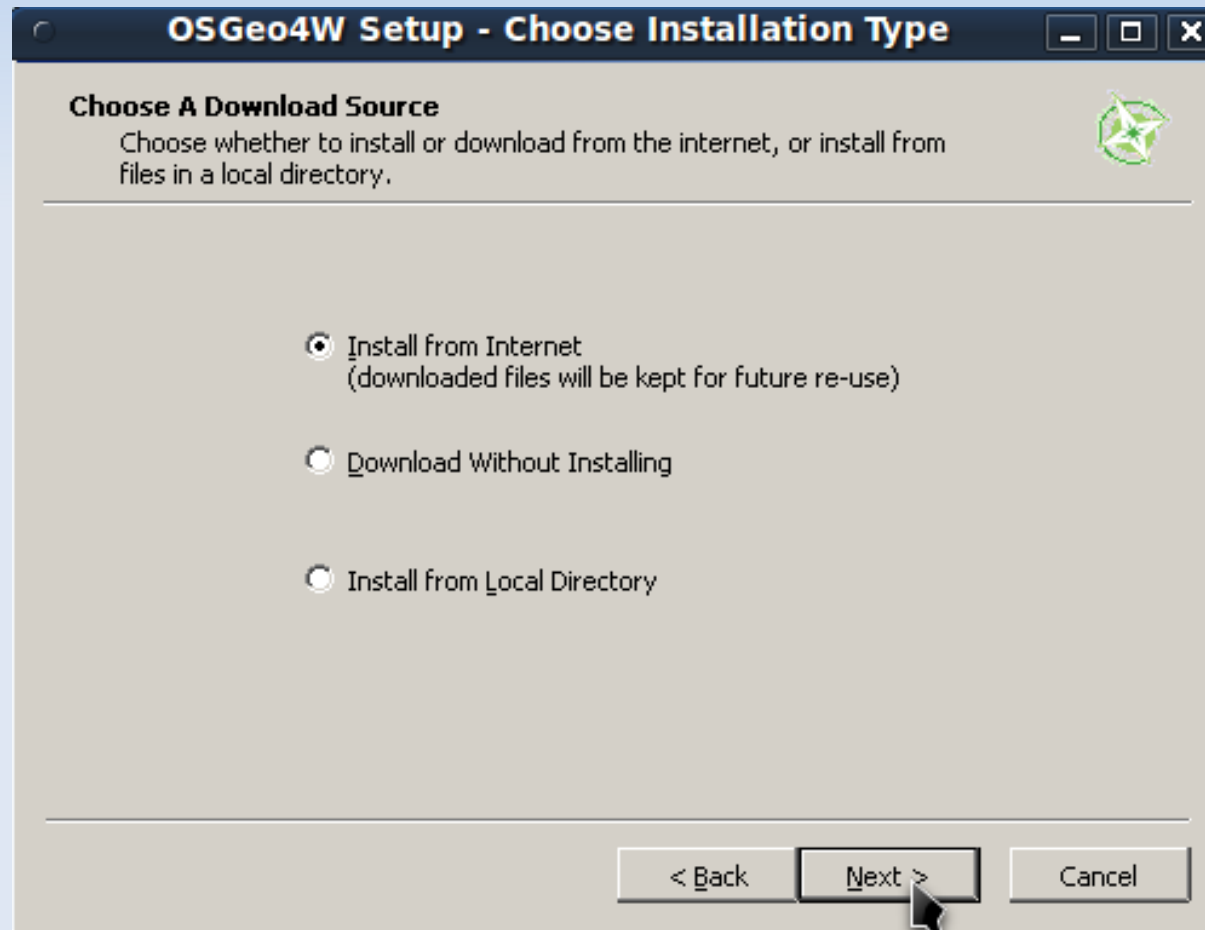 OSGeo4W Setup - Choose Installation Type
Choose A Download Source
Choose whether to install or download from the internet, or install from
files in a local directory.
Install from Internet
(downloaded files will be kept for future re-use)
Download Without Installing
Install from Local Directory
< Back Next > Cancel